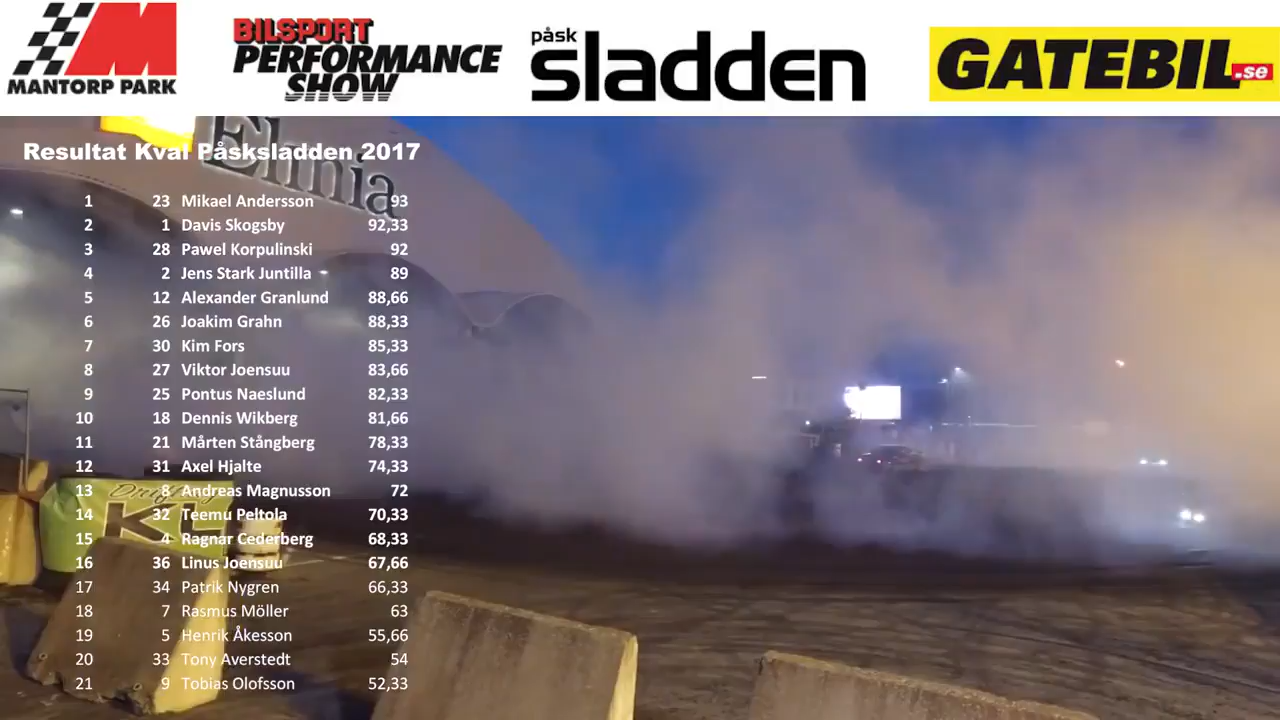 MANTORP PARK
BILSPORT
PERFORMANCE
SHOW
påsk
sladden
GATEBIL.se
Elmia
Resultat Kval Påsksladden 2017
1 23 Mikael Andersson 93
2 1 Davis Skogsby 92,33
3 28 Pawel Korpulinski 92
4 2 Jens Stark Juntilla 89
5 12 Alexander Granlund 88,66
6 26 Joakim Grahn 88,33
7 30 Kim Fors 85,33
8 27 Viktor Joensuu 83,66
9 25 Pontus Naeslund 82,33
10 18 Dennis Wikberg 81,66
11 21 Mårten Stångberg 78,33
12 31 Axel Hjalte 74,33
13 8 Andreas Magnusson 72
14 32 Teemu Peltola 70,33
15 4 Ragnar Cederberg 68,33
16 36 Linus Joensuu 67,66
17 34 Patrik Nygren 66,33
18 7 Rasmus Möller 63
19 5 Henrik Åkesson 55,66
20 33 Tony Averstedt 54
21 9 Tobias Olofsson 52,33